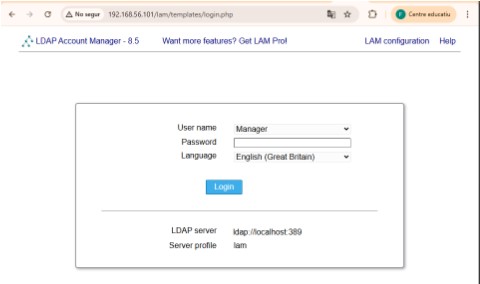 No segur 192.168.56.101/lam/templates/login.php Centre educatiu
LDAP Account Manager - 8.5 Want more features? Get LAM Pro! LAM configuration Help
User name Manager
Password
Language English (Great Britain)
Login
LDAP server ldap://localhost:389
Server profile lam